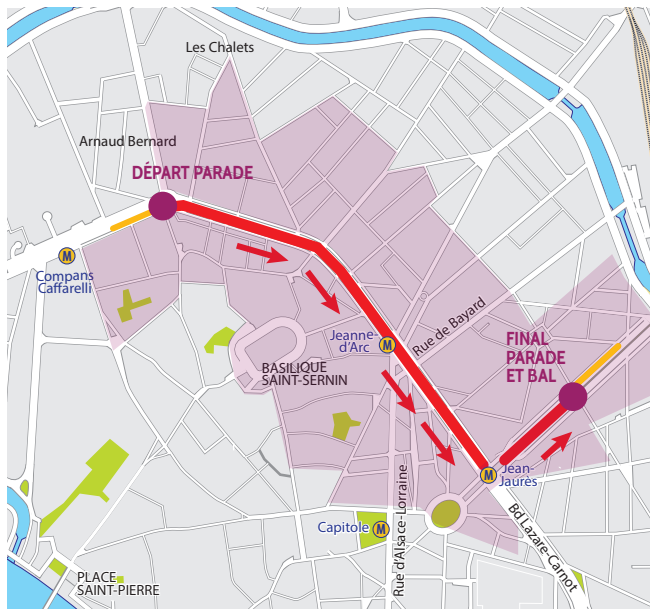 Les Chalets
Arnaud Bernard
DÉPART PARADE
M
Compans
Caffarelli
Jeanne-
d'Arc
M
Rue de Bayard
FINAL
PARADE
ET BAL
BASILIQUE
SAINT-SERNIN
M
Jean-
Jaurès
Rue d'Alsace-Lorraine
Capitole
M
Bd Lazare-Carnot
PLACE
SAINT-PIERRE